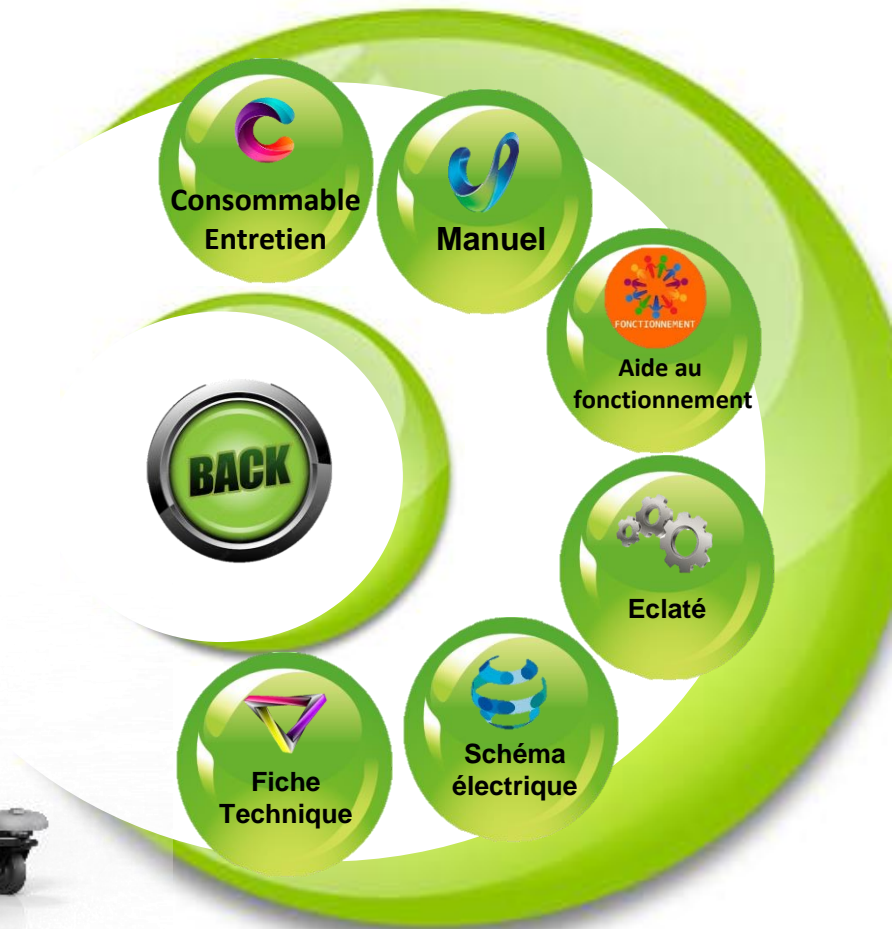 Consommable
Entretien
Manuel
FONCTIONNEMENT
Aide au
fonctionnement
BACK
Eclaté
Schéma
électrique
Fiche
Technique